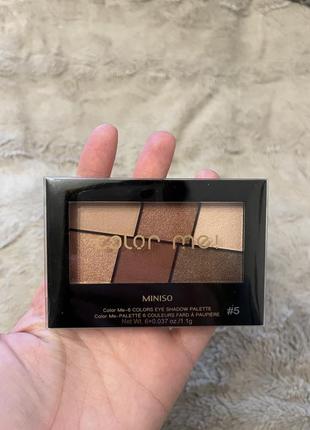 color me!
MINISO
Color Me-6 COLORS EYE SHADOW PALETTE
Color Me-PALETTE 6 COULEURS FARD À PAUPIÈRE
Net Wt. 6×0.037 oz./1.1g
#5